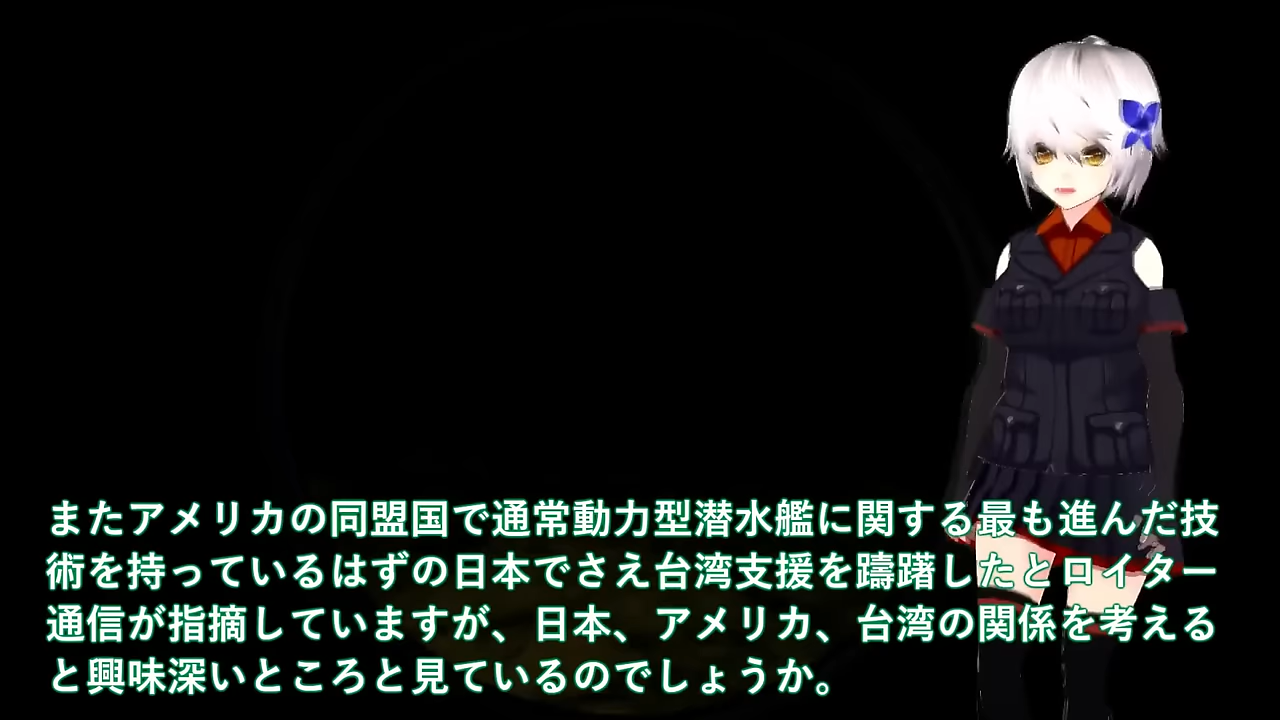 またアメリカの同盟国で通常動力型潜水艦に関する最も進んだ技
術を持っているはずの日本でさえ台湾支援を躊躇したとロイター
通信が指摘していますが、日本、アメリカ、台湾の関係を考える
と興味深いところと見ているのでしょうか。